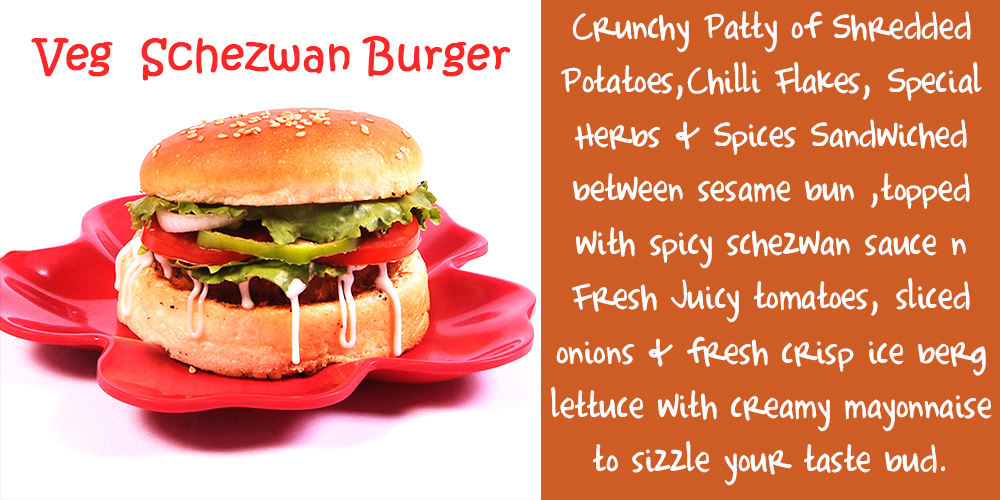 Veg Schezwan Burger
Crunchy Patty of Shredded
Potatoes,Chilli Flakes, Special
Herbs & Spices Sandwiched
between sesame bun ,topped
with spicy schezwan sauce n
Fresh Juicy tomatoes, sliced
onions & fresh crisp ice berg
lettuce with creamy mayonnaise
to sizzle your taste bud.